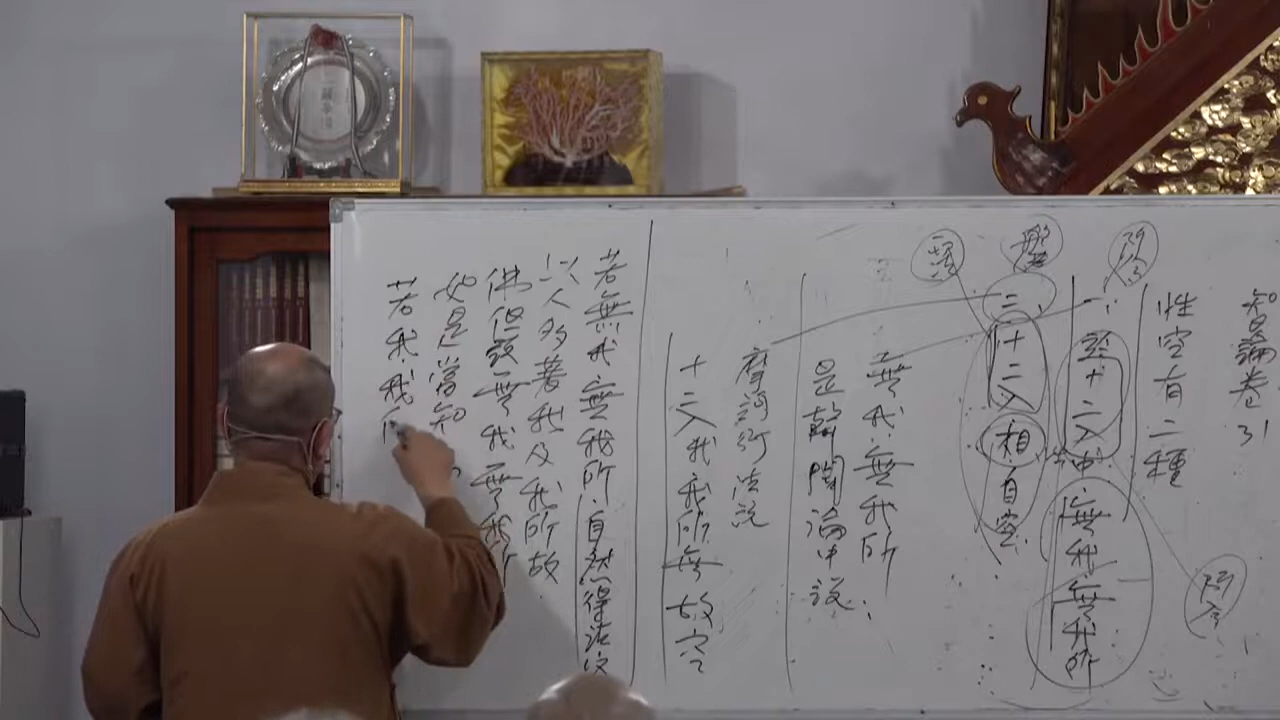 智論卷31
性空有二種
一、於十二入中無我無我所
二、十二入相自空
無我、無我所
是聲聞論中說
摩訶衍法說
十二入我我所無故空
若無我無我所,自然得法空
以人多著我及我所故
佛但說無我無我所
如是當知
若我我